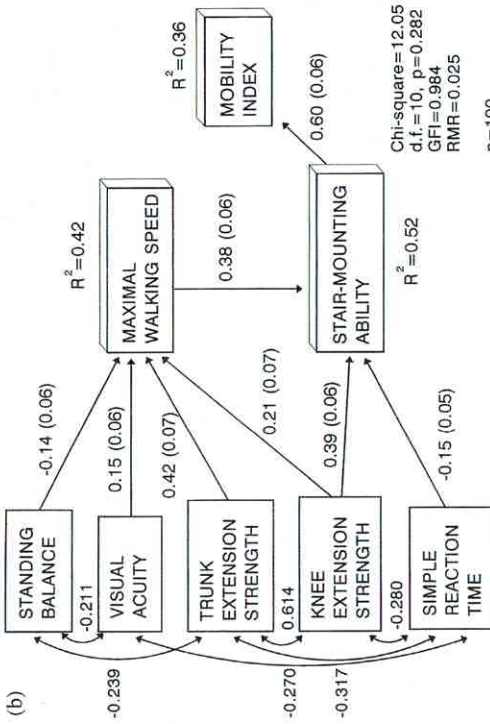 (b)
STANDING
BALANCE
VISUAL
ACUITY
TRUNK
EXTENSION
STRENGTH
KNEE
EXTENSION
STRENGTH
SIMPLE
REACTION
TIME
-0.211
-0.239
0.614
-0.280
-0.270
-0.317
-0.14 (0.06)
0.15 (0.06)
0.42 (0.07)
0.21 (0.07)
0.39 (0.06)
-0.15 (0.05)
R²=0.42
MAXIMAL
WALKING SPEED
0.38 (0.06)
STAIR-MOUNTING
ABILITY
R²=0.52
0.60 (0.06)
R²=0.36
MOBILITY
INDEX
Chi-square=12.05
d.f.=10, p=0.282
GFI=0.984
RMR=0.025